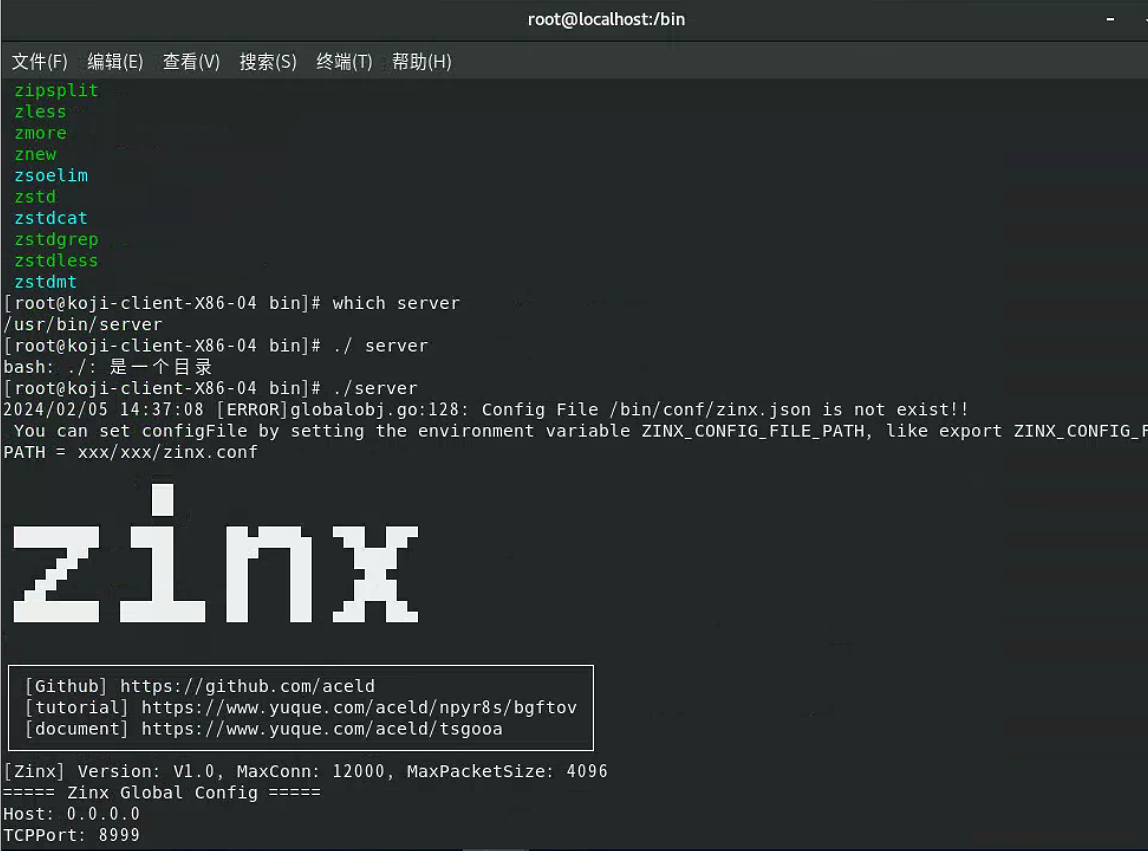 root@localhost:/bin
文件(F) 编辑(E) 查看(V) 搜索(S) 终端(T) 帮助(H)
zipsplit
zless
zmore
znew
zsoelim
zstd
zstdcat
zstdgrep
zstdless
zstdmt
[root@koji-client-X86-04 bin]# which server
/usr/bin/server
[root@koji-client-X86-04 bin]# ./ server
bash: ./: 是一个目录
[root@koji-client-X86-04 bin]# ./server
2024/02/05 14:37:08 [ERROR]globalobj.go:128: Config File /bin/conf/zinx.json is not exist!!
You can set configFile by setting the environment variable ZINX_CONFIG_FILE_PATH, like export ZINX_CONFIG_F
PATH = xxx/xxx/zinx.conf
zinx
[Github] https://github.com/aceld
[tutorial] https://www.yuque.com/aceld/npyr8s/bgftov
[document] https://www.yuque.com/aceld/tsgooa
[Zinx] Version: V1.0, MaxConn: 12000, MaxPacketSize: 4096
===== Zinx Global Config =====
Host: 0.0.0.0
TCPPort: 8999